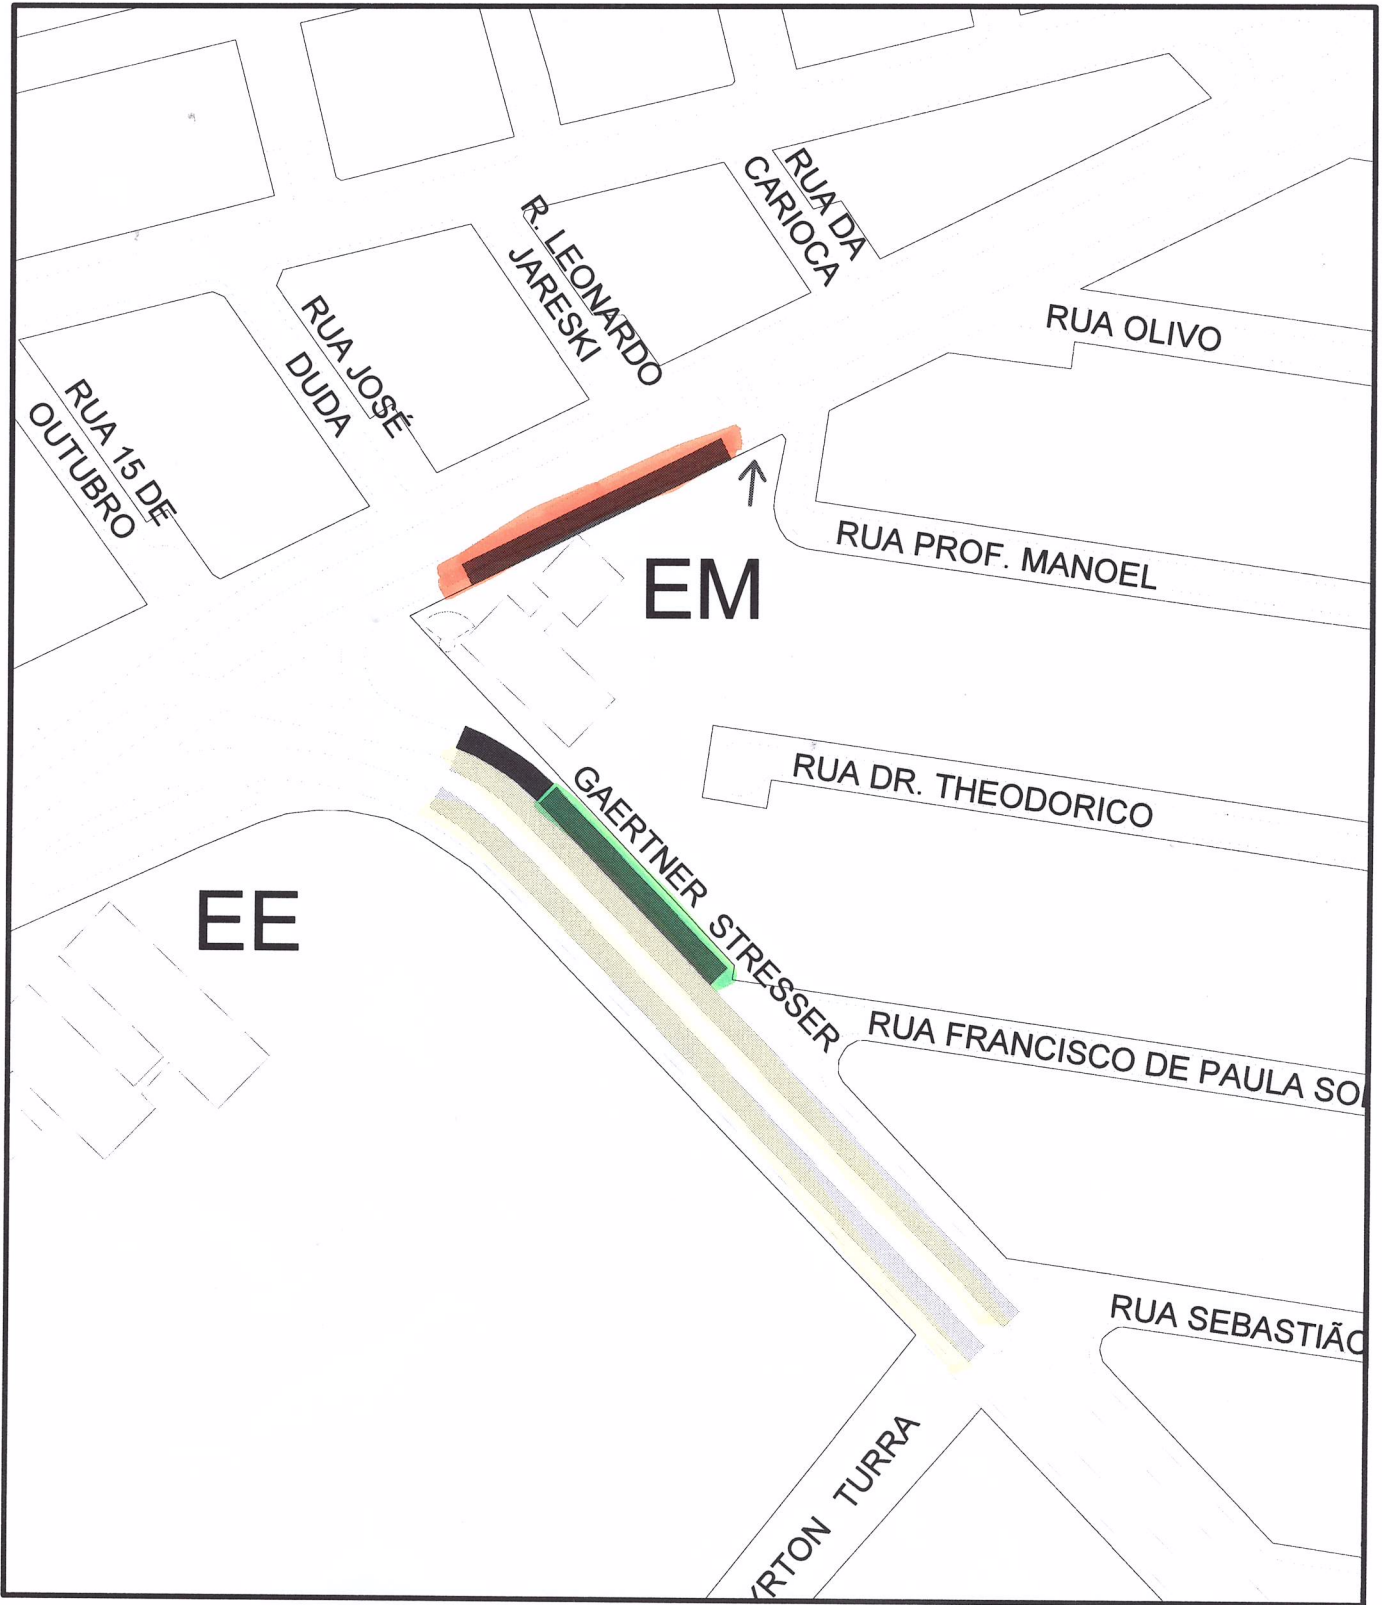 RUA DA
CARIOCA
R. LEONARDO
JARESKI
RUA JOSÉ
DUDA
RUA 15 DE
OUTUBRO
RUA OLIVO
RUA PROF. MANOEL
EM
RUA DR. THEODORICO
GAERTNER STRESSER
EE
RUA FRANCISCO DE PAULA SO
RUA SEBASTIÃO
YRTON TURRA